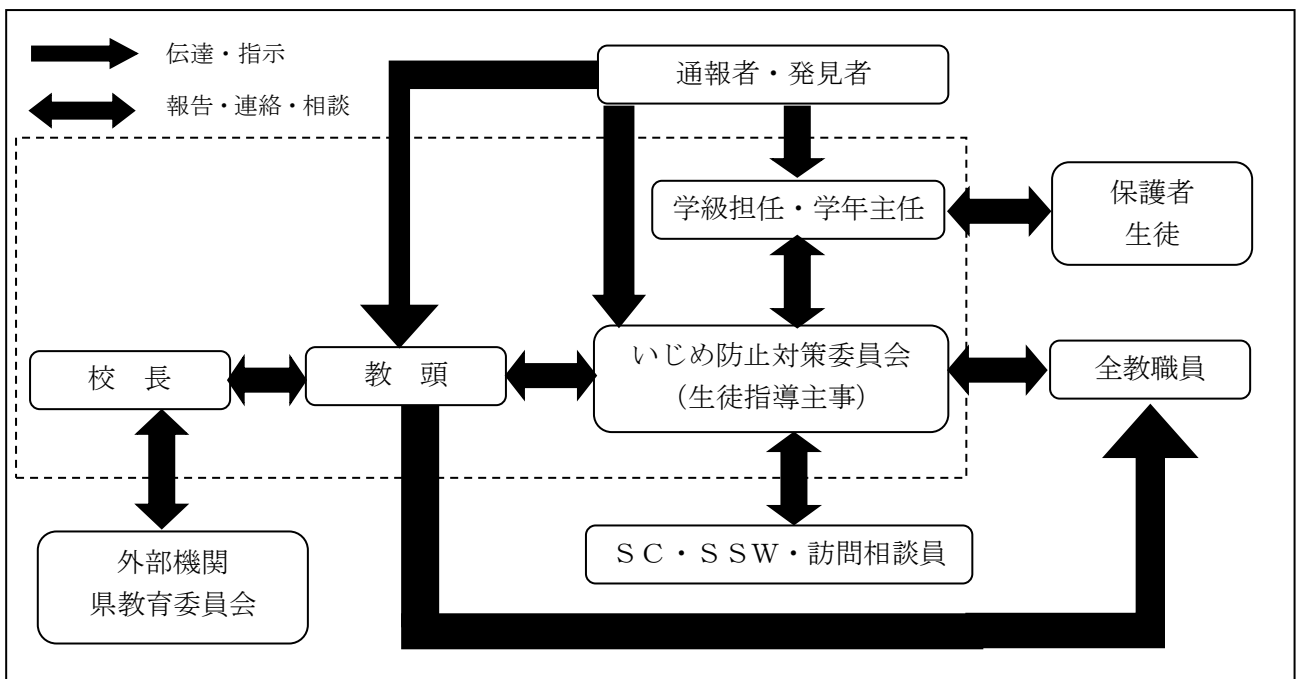 伝達・指示
報告・連絡・相談
通報者・発見者
学級担任・学年主任
保護者
生徒
校　長
教　頭
いじめ防止対策委員会
（生徒指導主事）
全教職員
外部機関
県教育委員会
ＳＣ・ＳＳＷ・訪問相談員